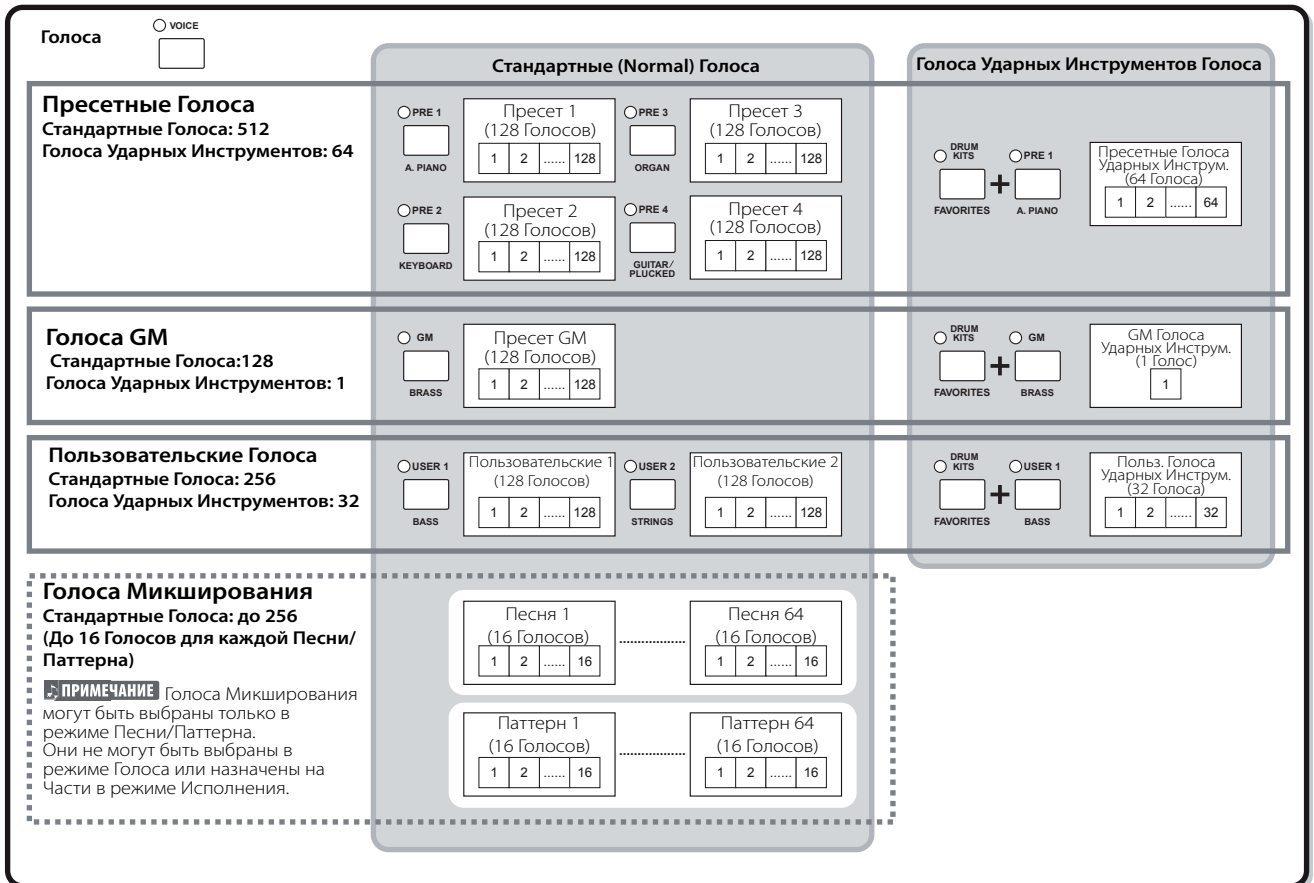 Голоса
VOICE
Стандартные (Normal) Голоса
Голоса Ударных Инструментов Голоса
Пресетные Голоса
Стандартные Голоса: 512
Голоса Ударных Инструментов: 64
PRE 1
A. PIANO
Пресет 1
(128 Голосов)
1 2 ...... 128
PRE 3
ORGAN
Пресет 3
(128 Голосов)
1 2 ...... 128
PRE 2
KEYBOARD
Пресет 2
(128 Голосов)
1 2 ...... 128
PRE 4
GUITAR/
PLUCKED
Пресет 4
(128 Голосов)
1 2 ...... 128
DRUM
KITS
FAVORITES
+
PRE 1
A. PIANO
Пресетные Голоса
Ударных Инструм.
(64 Голоса)
1 2 ...... 64
Голоса GM
Стандартные Голоса:128
Голоса Ударных Инструментов: 1
GM
BRASS
Пресет GM
(128 Голосов)
1 2 ...... 128
DRUM
KITS
FAVORITES
+
GM
BRASS
GM Голоса
Ударных Инструм.
(1 Голос)
1
Пользовательские Голоса
Стандартные Голоса: 256
Голоса Ударных Инструментов: 32
USER 1
BASS
Пользовательские 1
(128 Голосов)
1 2 ...... 128
USER 2
STRINGS
Пользовательские 2
(128 Голосов)
1 2 ...... 128
DRUM
KITS
FAVORITES
+
USER 1
BASS
Польз. Голоса
Ударных Инструм.
(32 Голоса)
1 2 ...... 32
Голоса Микширования
Стандартные Голоса: до 256
(До 16 Голосов для каждой Песни/
Паттерна)
ПРИМЕЧАНИЕ Голоса Микширования
могут быть выбраны только в
режиме Песни/Паттерна.
Они не могут быть выбраны в
режиме Голоса или назначены на
Части в режиме Исполнения.
Песня 1
(16 Голосов)
1 2 ...... 16
.................
Песня 64
(16 Голосов)
1 2 ...... 16
Паттерн 1
(16 Голосов)
1 2 ...... 16
.................
Паттерн 64
(16 Голосов)
1 2 ...... 16